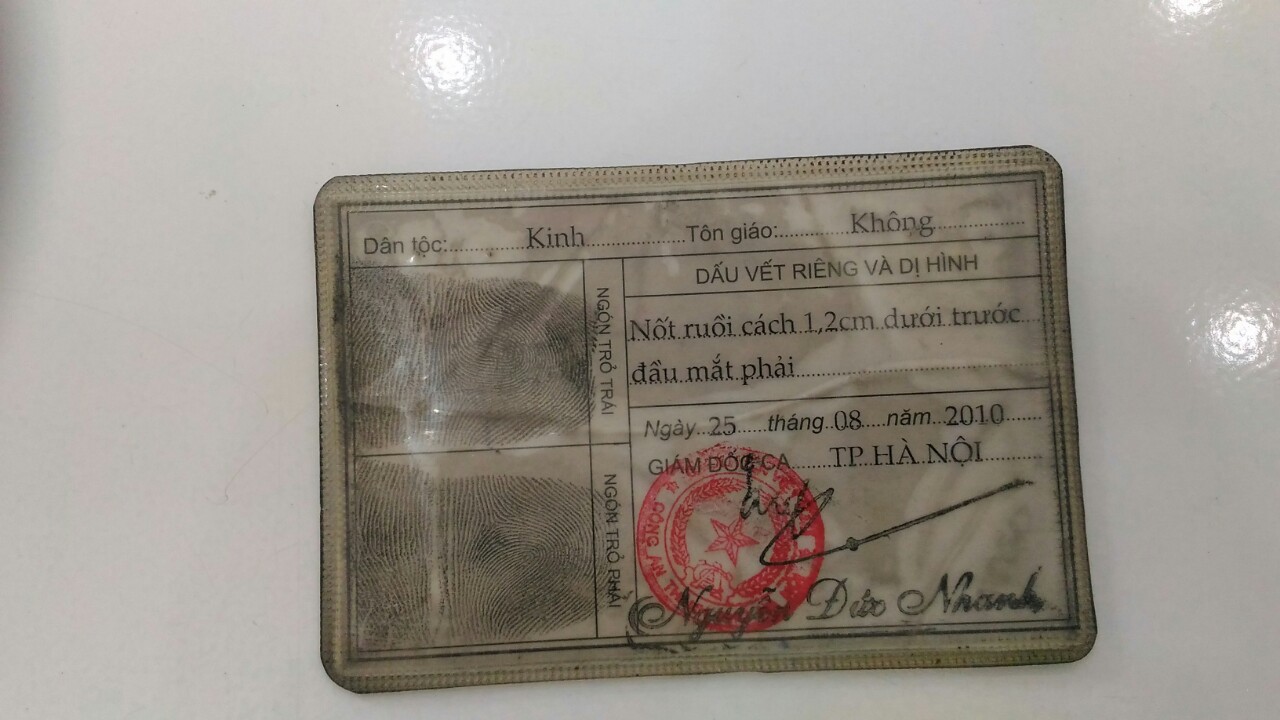 Dân tộc: Kinh Tôn giáo: Không
DẤU VẾT RIÊNG VÀ DỊ HÌNH
NGÓN TRỎ TRÁI
Nốt ruồi cách 1,2cm dưới trước
đầu mắt phải
Ngày 25 tháng 08 năm 2010
GIÁM ĐỐC CA TP HÀ NỘI
NGÓN TRỎ PHẢI
CÔNG AN
Nguyễn Đức Nhanh